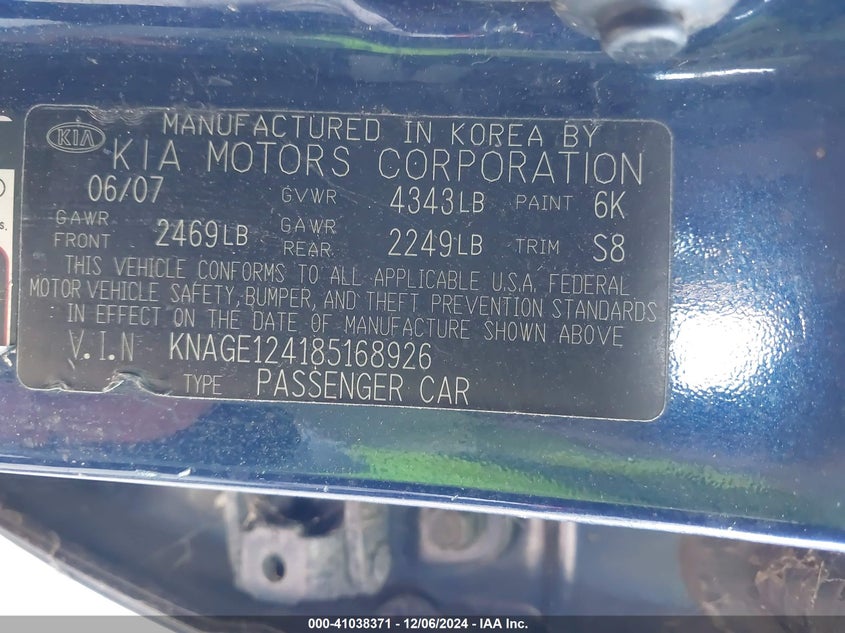 KIA
MANUFACTURED IN KOREA BY
KIA MOTORS CORPORATION
06/07 GVWR 4343LB PAINT 6K
GAWR FRONT 2469LB GAWR REAR 2249LB TRIM S8
THIS VEHICLE CONFORMS TO ALL APPLICABLE U.S.A. FEDERAL
MOTOR VEHICLE SAFETY, BUMPER, AND THEFT PREVENTION STANDARDS
IN EFFECT ON THE DATE OF MANUFACTURE SHOWN ABOVE
V.I.N KNAGE124185168926
TYPE PASSENGER CAR
000-41038371 - 12/06/2024 - IAA Inc.